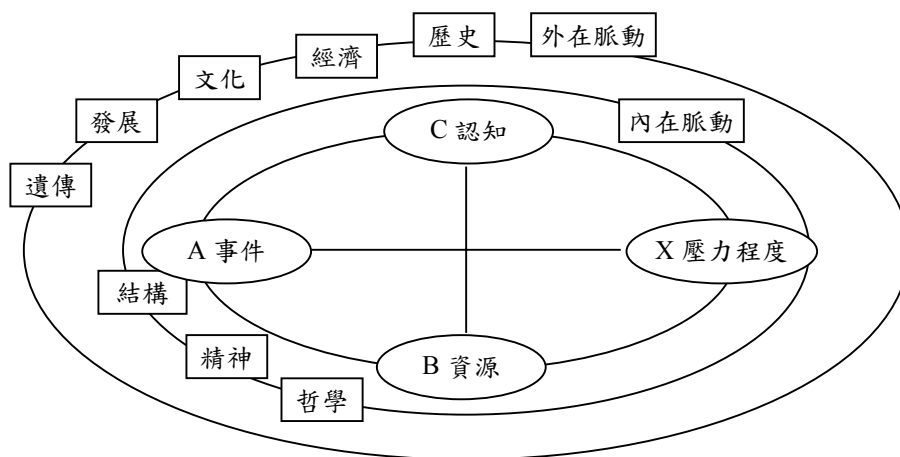 歷史
外在脈動
經濟
文化
發展
遺傳
C 認知
內在脈動
A 事件
X 壓力程度
結構
精神
B 資源
哲學